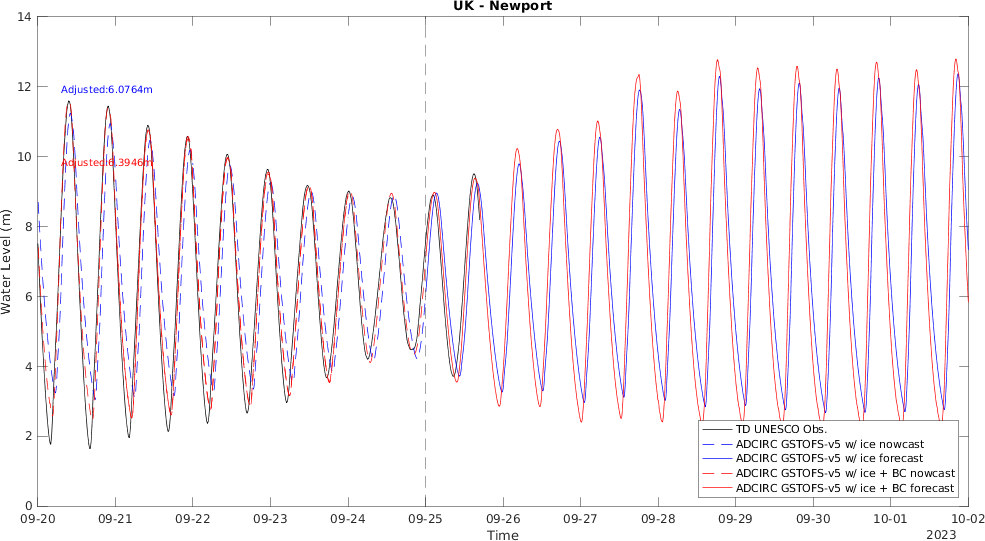 UK - Newport
14
12
10
8
6
4
2
0
Water Level (m)
Adjusted:6.0764m
Adjusted:6.3946m
TD UNESCO Obs.
ADCIRC GSTOFS-v5 w/ ice nowcast
ADCIRC GSTOFS-v5 w/ ice forecast
ADCIRC GSTOFS-v5 w/ ice + BC nowcast
ADCIRC GSTOFS-v5 w/ ice + BC forecast
09-20 09-21 09-22 09-23 09-24 09-25 09-26 09-27 09-28 09-29 09-30 10-01 10-02
Time
2023